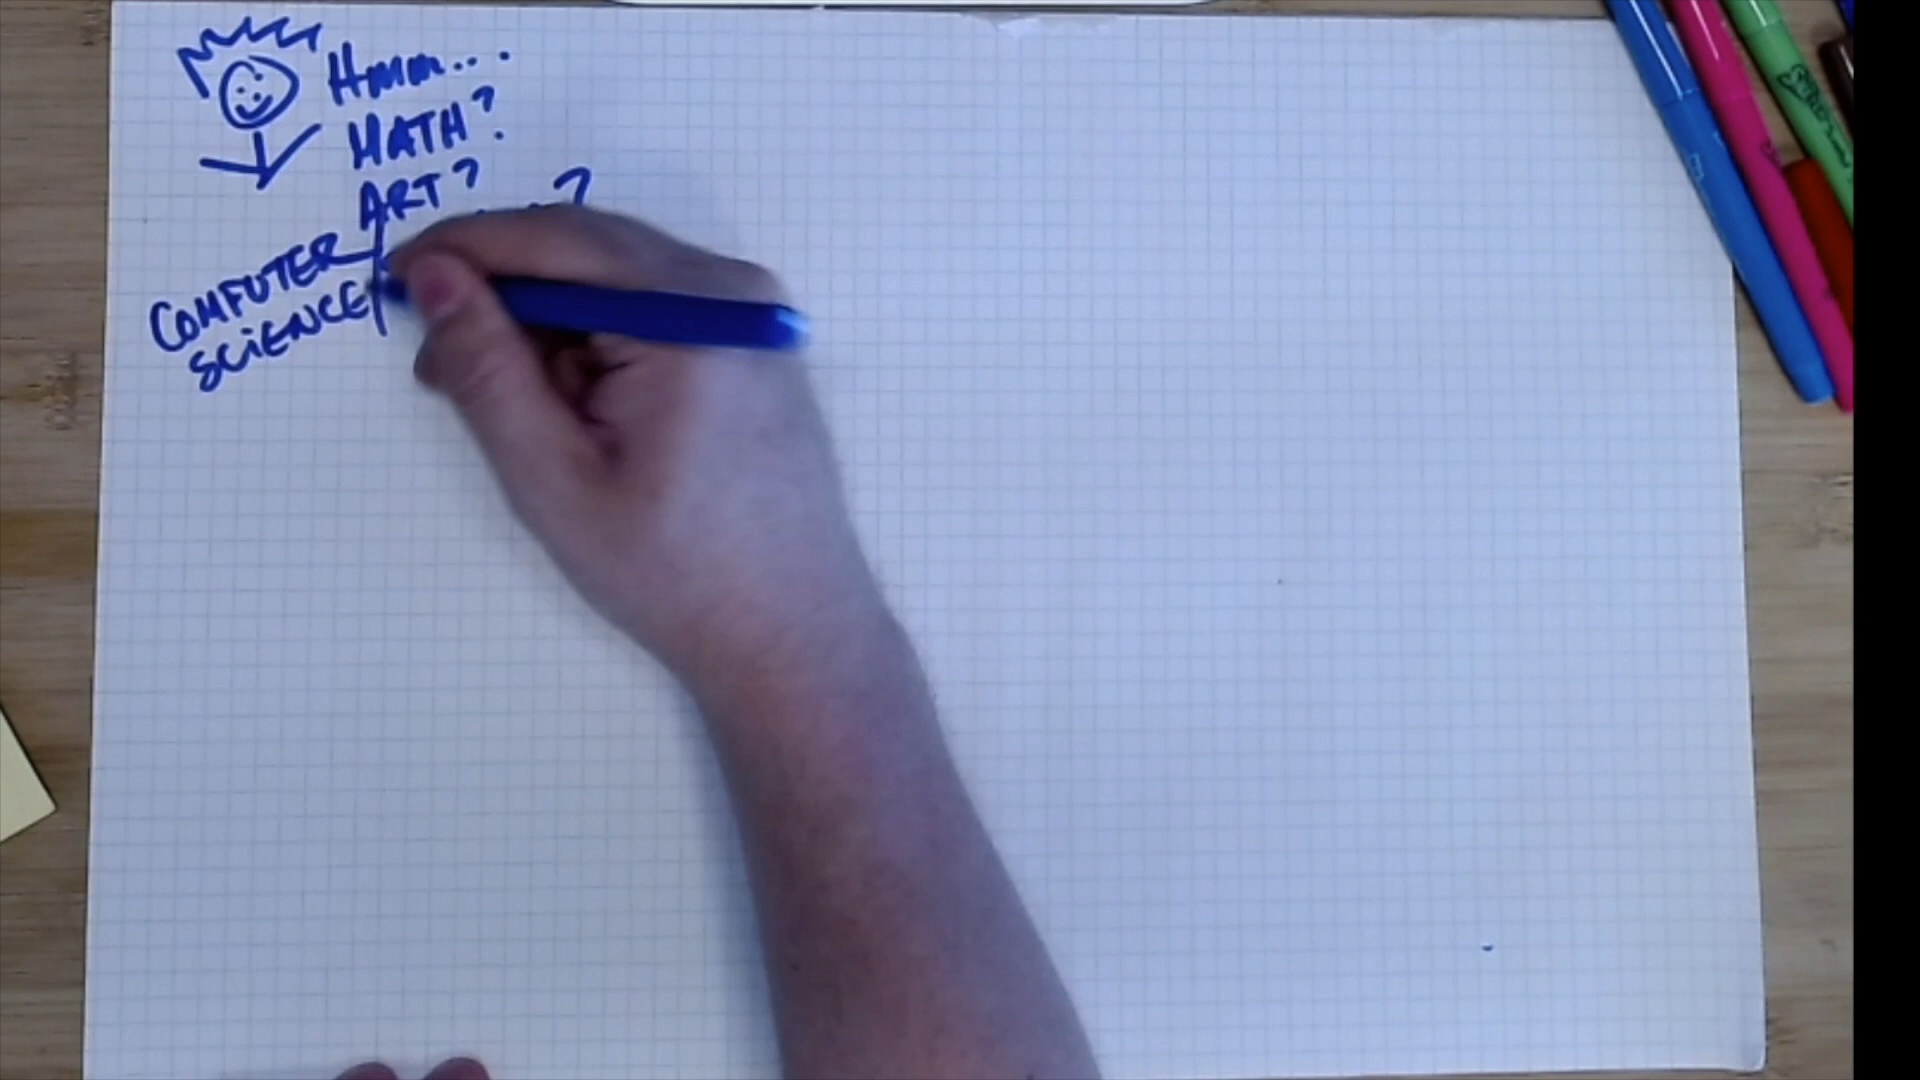 Hmm...
MATH?
ART?
?
COMPUTER
SCIENCE